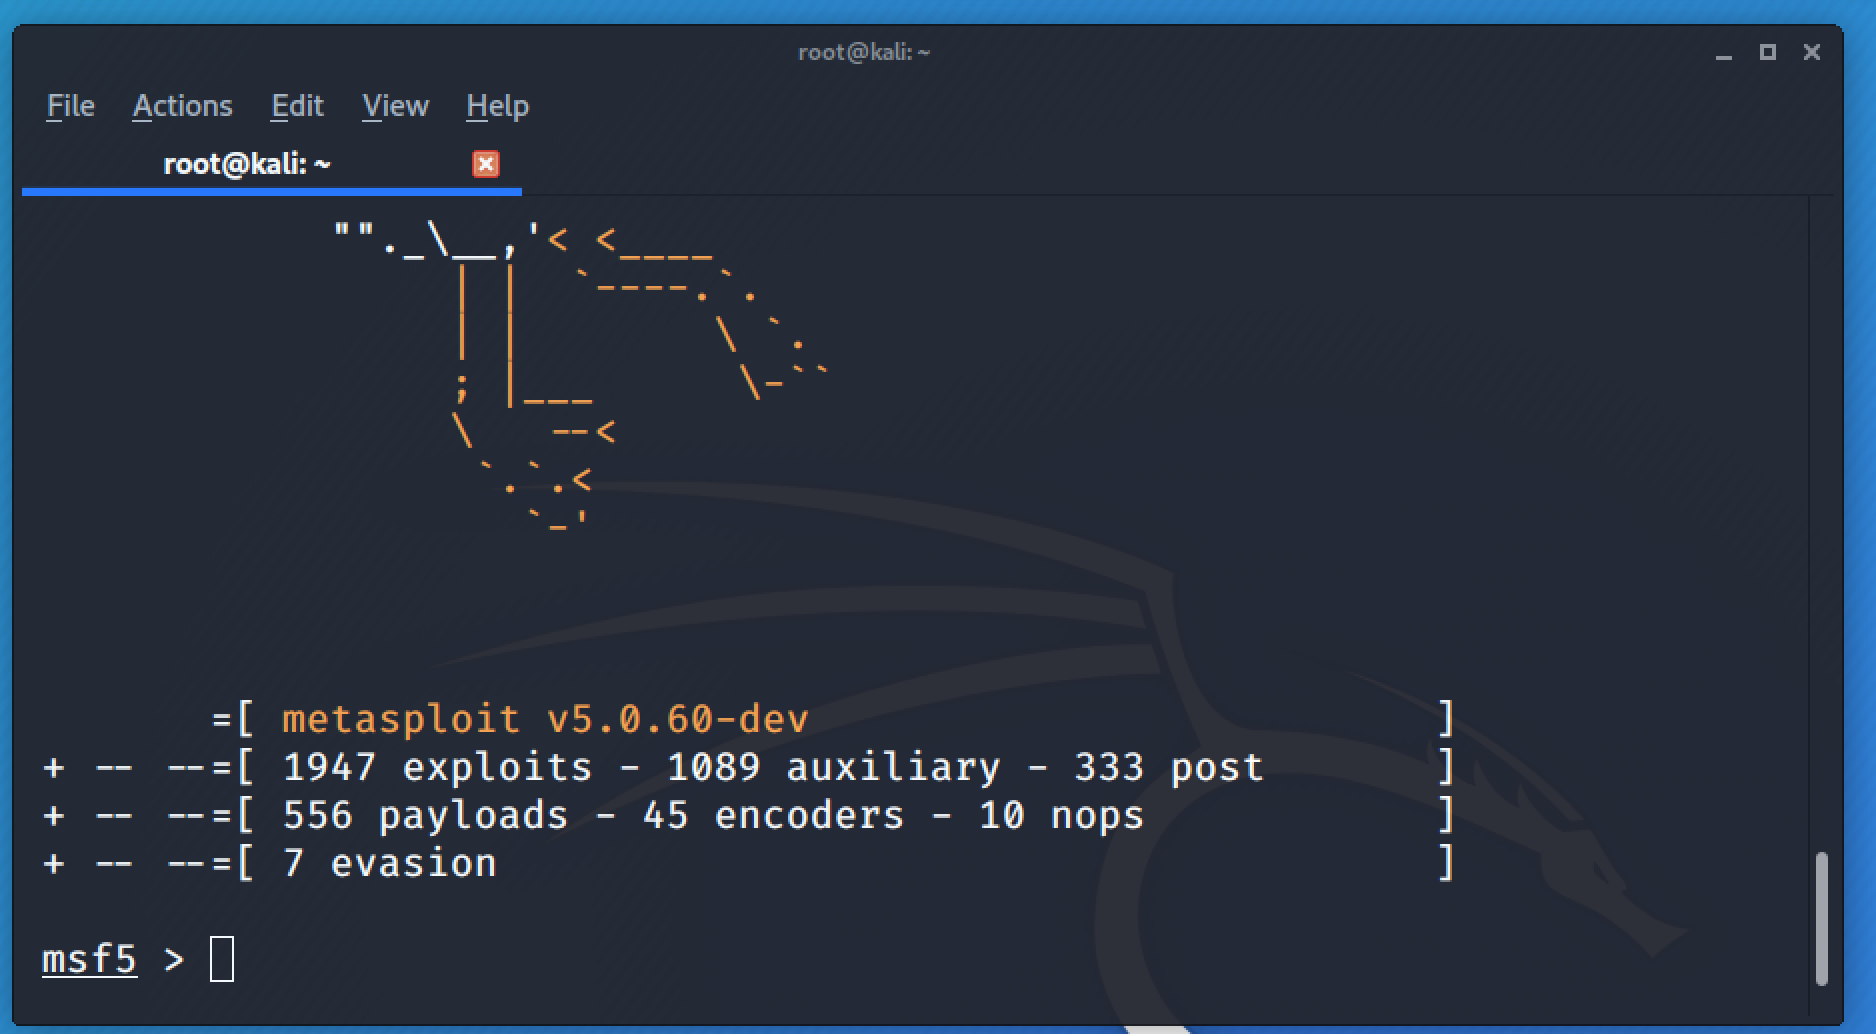 root@kali: ~
File Actions Edit View Help
root@kali: ~
""._\__,'< <____
| | `----. `.
| | \ `.
; |___ \-``
\ --<
`. `.<
`-'
=[ metasploit v5.0.60-dev ]
+ -- --=[ 1947 exploits - 1089 auxiliary - 333 post ]
+ -- --=[ 556 payloads - 45 encoders - 10 nops ]
+ -- --=[ 7 evasion ]
msf5 >